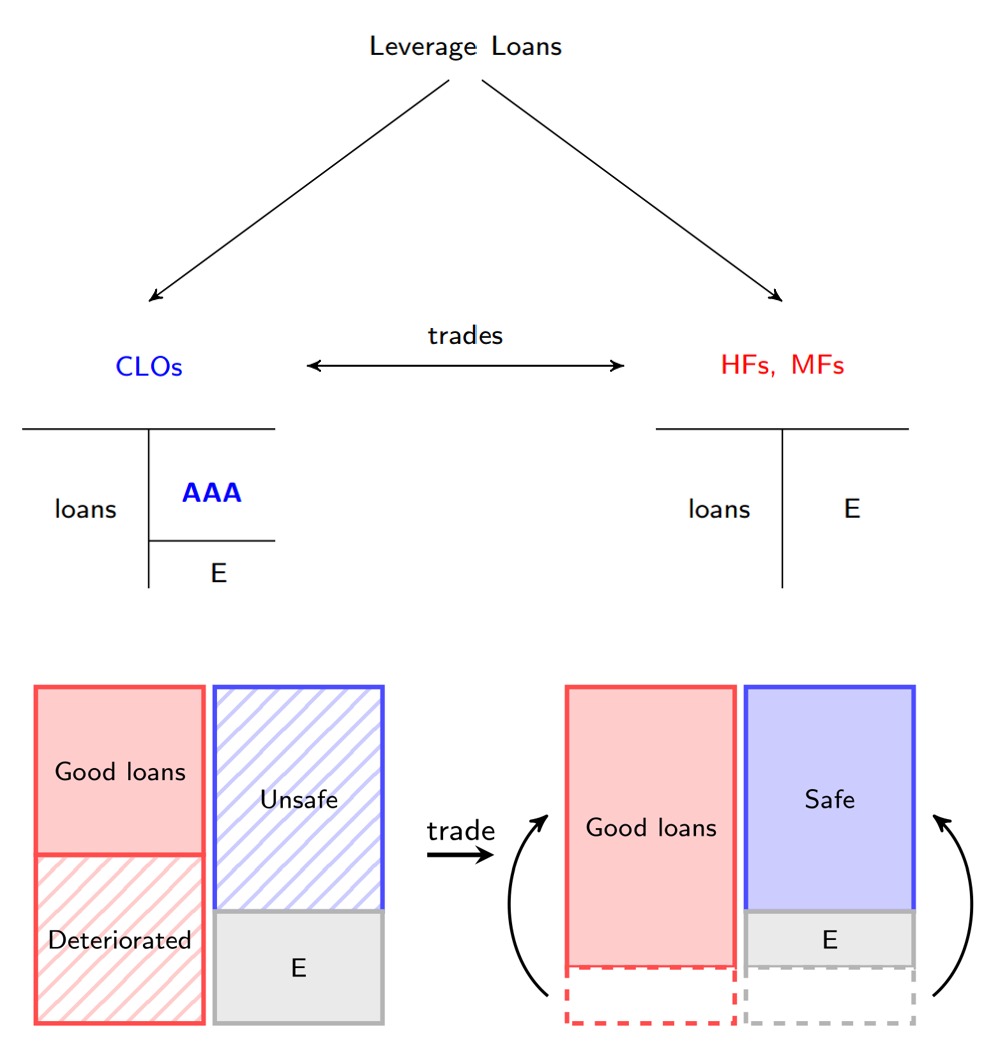 Leverage Loans
trades
CLOs
HFs, MFs
loans
AAA
E
loans
E
Good loans
Deteriorated
Unsafe
E
trade
Good loans
Safe
E